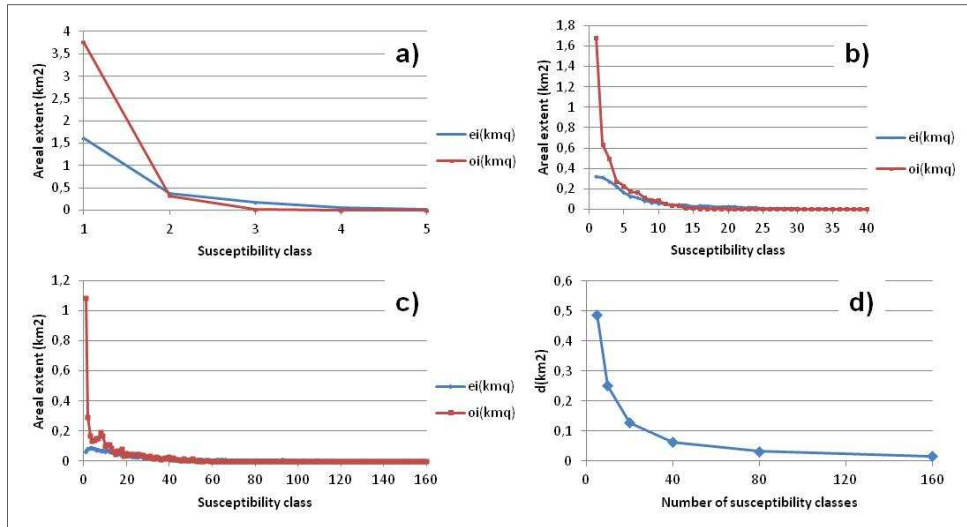 a)
Areal extent (km2)
4
3,5
3
2,5
2
1,5
1
0,5
0
1 2 3 4 5
Susceptibility class
ei(kmq)
oi(kmq)
b)
Areal extent (km2)
1,8
1,6
1,4
1,2
1
0,8
0,6
0,4
0,2
0
0 5 10 15 20 25 30 35 40
Susceptibility class
ei(kmq)
oi(kmq)
c)
Areal extent (km2)
1,2
1
0,8
0,6
0,4
0,2
0
0 20 40 60 80 100 120 140 160
Susceptibility class
ei(kmq)
oi(kmq)
d)
d(km2)
0,6
0,5
0,4
0,3
0,2
0,1
0
0 40 80 120 160
Number of susceptibility classes